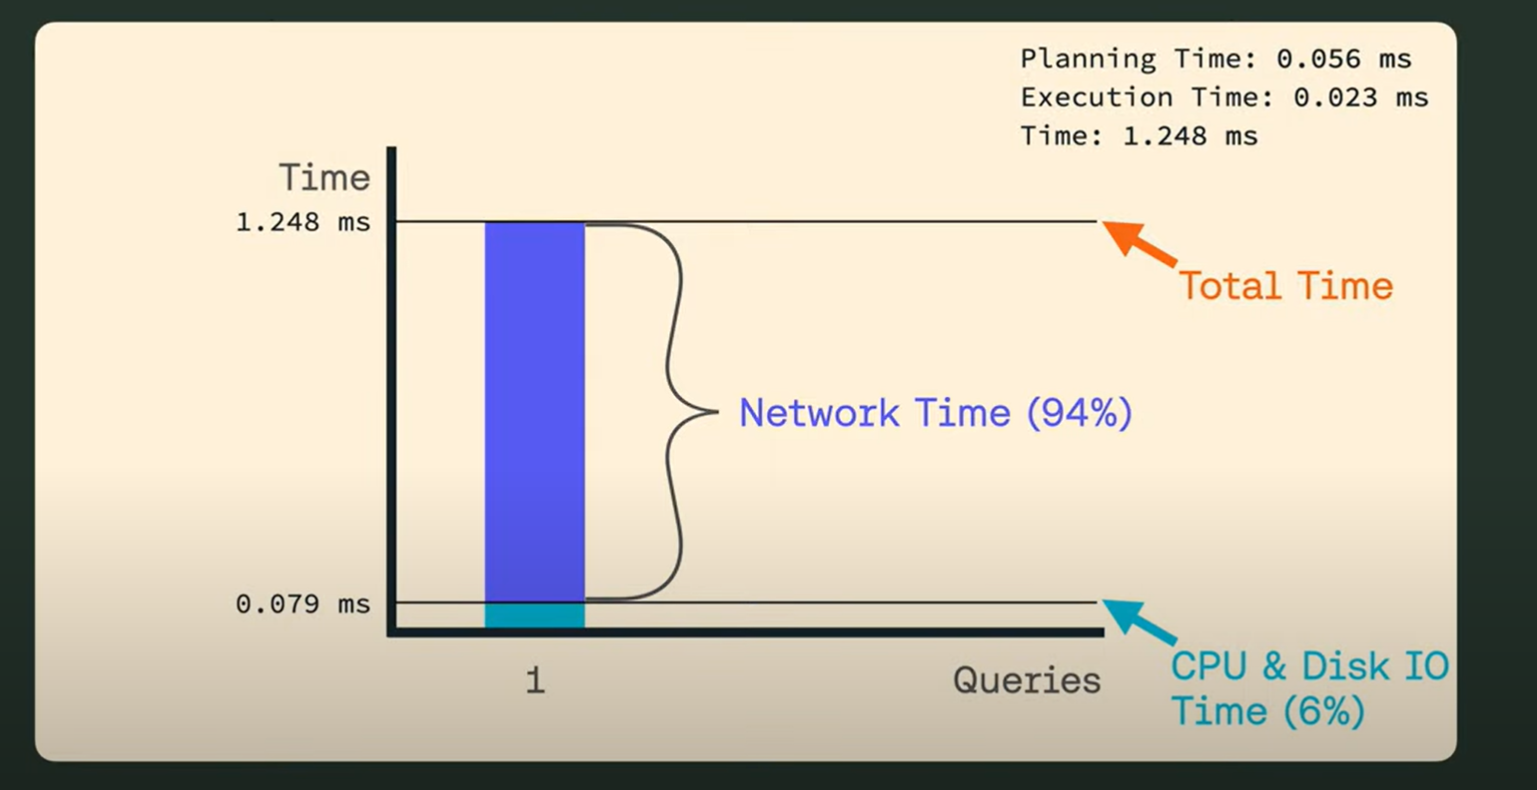 Planning Time: 0.056 ms
Execution Time: 0.023 ms
Time: 1.248 ms
Time
1.248 ms
Total Time
Network Time (94%)
0.079 ms
CPU & Disk IO
Time (6%)
1
Queries